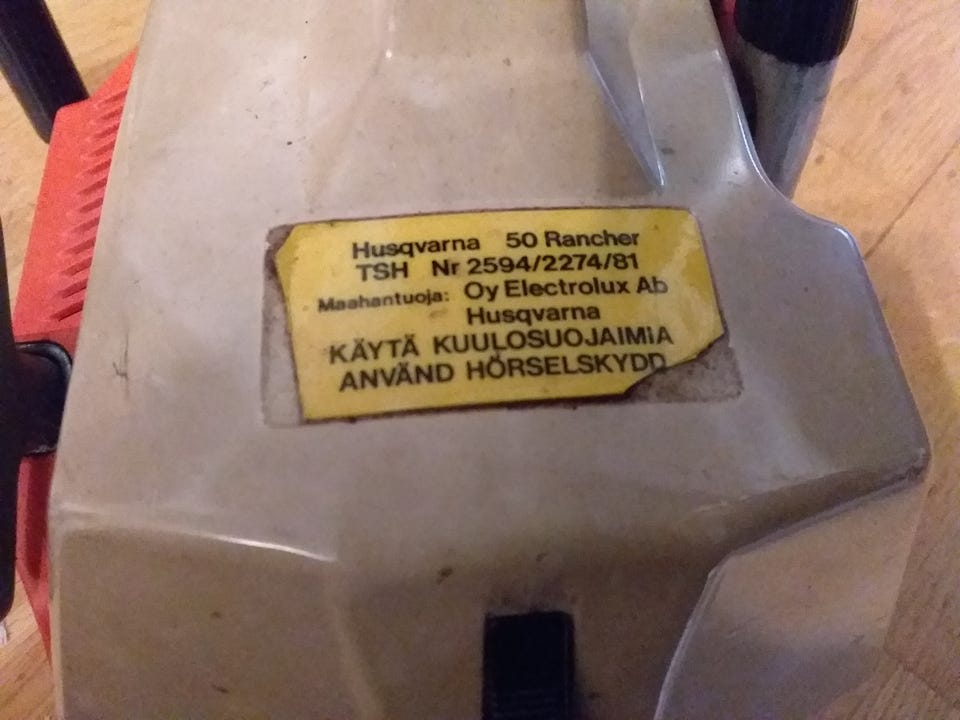 Husqvarna 50 Rancher
TSH Nr 2594/2274/81
Maahantuoja: Oy Electrolux Ab
Husqvarna
KÄYTÄ KUULOSUOJAIMIA
ANVÄND HÖRSELSKYDD